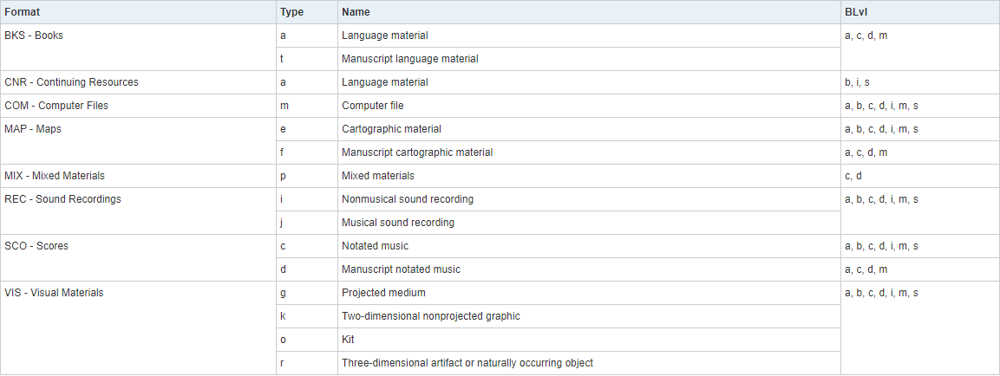 Format Type Name BLvl
BKS - Books a Language material a, c, d, m
t Manuscript language material
CNR - Continuing Resources a Language material b, i, s
COM - Computer Files m Computer file a, b, c, d, i, m, s
MAP - Maps e Cartographic material a, b, c, d, i, m, s
f Manuscript cartographic material a, c, d, m
MIX - Mixed Materials p Mixed materials c, d
REC - Sound Recordings i Nonmusical sound recording a, b, c, d, i, m, s
j Musical sound recording
SCO - Scores c Notated music a, b, c, d, i, m, s
d Manuscript notated music a, c, d, m
VIS - Visual Materials g Projected medium a, b, c, d, i, m, s
k Two-dimensional nonprojected graphic
o Kit
r Three-dimensional artifact or naturally occurring object